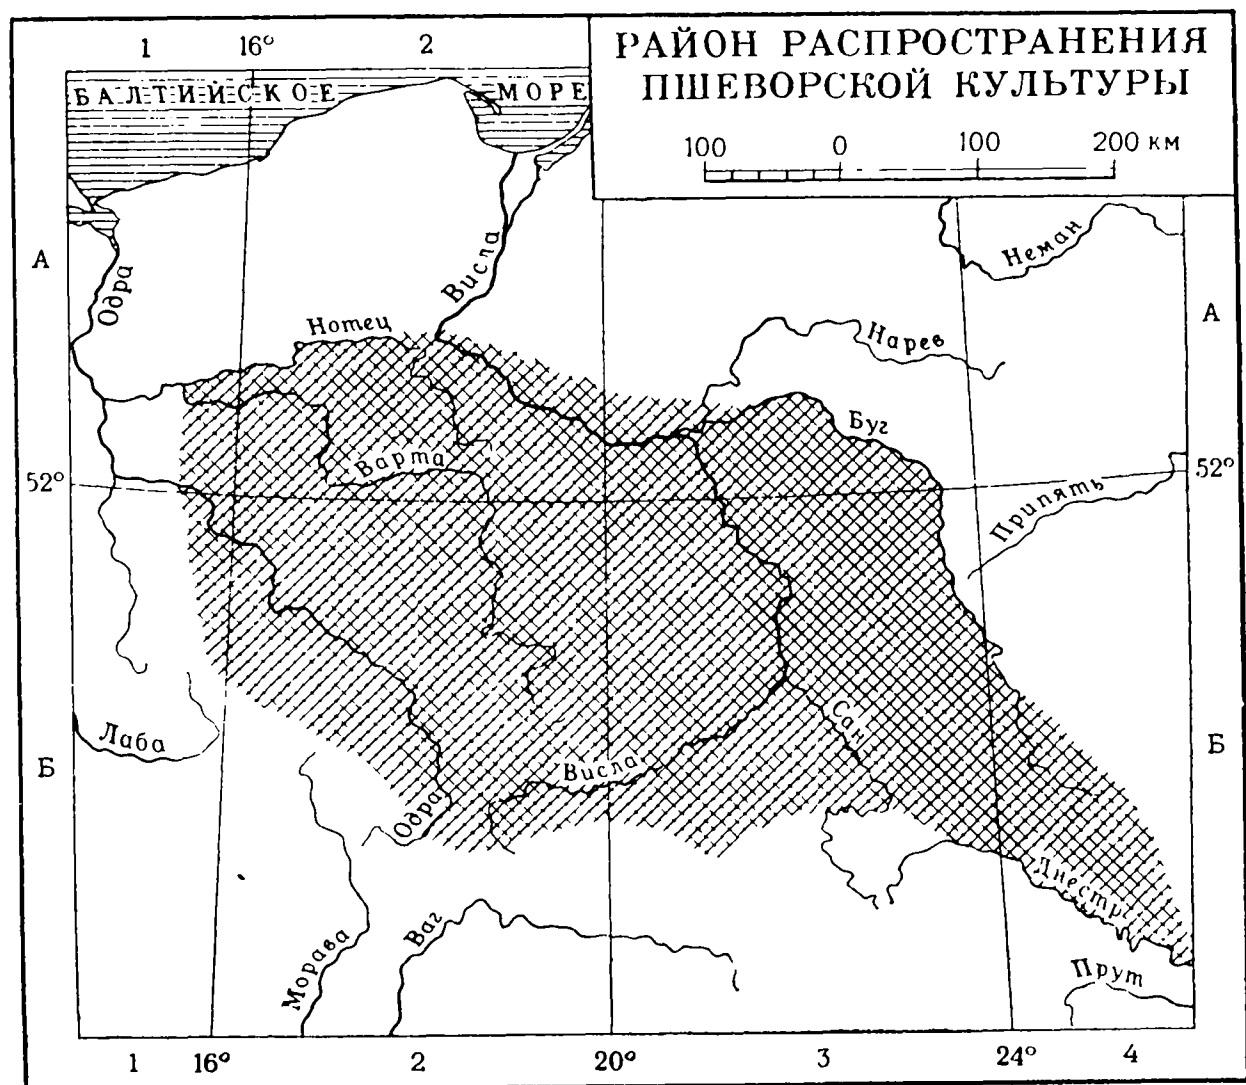 РАЙОН РАСПРОСТРАНЕНИЯ
ПШЕВОРСКОЙ КУЛЬТУРЫ
100 0 100 200 км
1 16° 2
БАЛТИЙСКОЕ МОРЕ
А
А
Одра
Висла
Неман
Нотец
Нарев
Буг
Варта
52°
52°
Припять
Лаба
Сан
Б
Б
Висла
Одра
Днестр
Морава
Ваг
Прут
1 16° 2 20° 3 24° 4